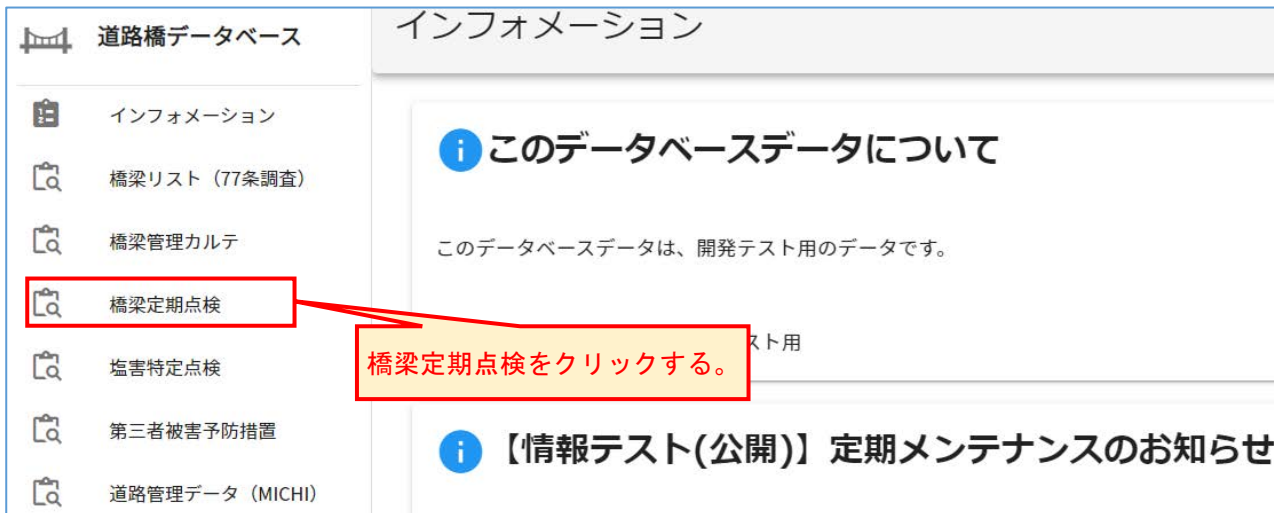 道路橋データベース
インフォメーション
橋梁リスト（77条調査）
橋梁管理カルテ
橋梁定期点検
塩害特定点検
第三者被害予防措置
道路管理データ（MICHI）
インフォメーション
このデータベースデータについて
このデータベースデータは、開発テスト用のデータです。
スト用
橋梁定期点検をクリックする。
【情報テスト(公開)】定期メンテナンスのお知らせ